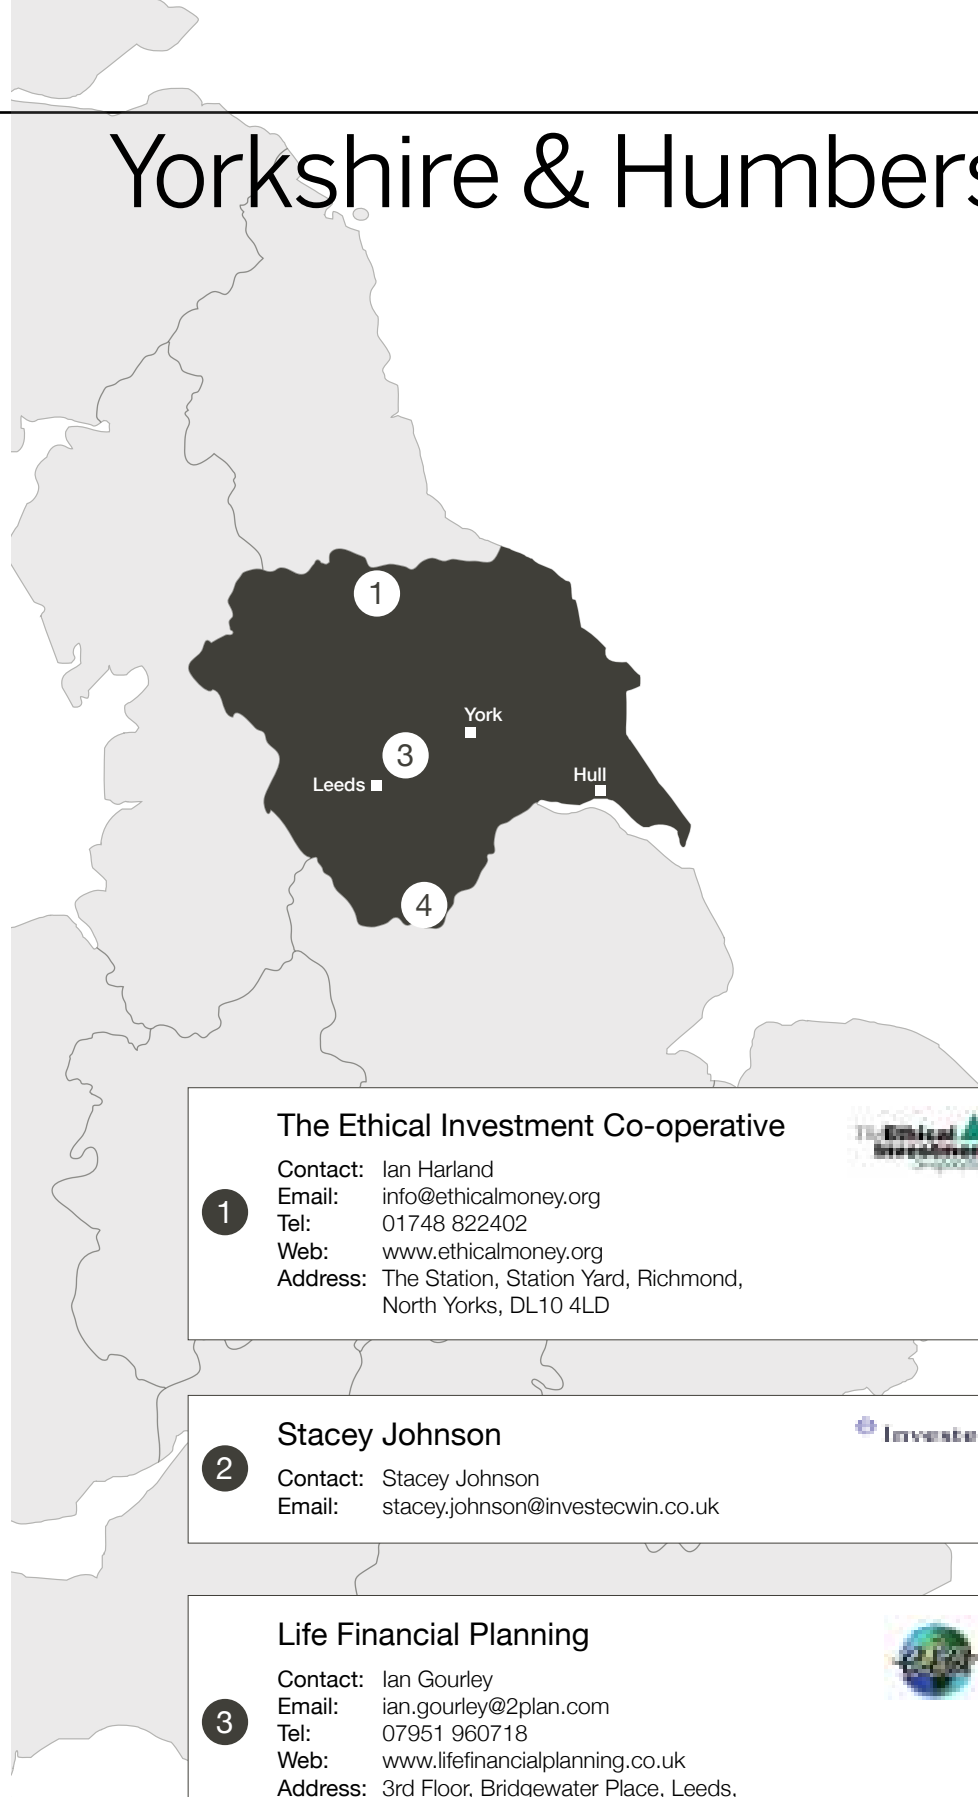 Yorkshire & Humbers
1
York
3
Leeds
Hull
4
The Ethical Investment Co-operative
The Ethical
Investmen
Contact: Ian Harland
Email: info@ethicalmoney.org
1
Tel: 01748 822402
Web: www.ethicalmoney.org
Address: The Station, Station Yard, Richmond,
North Yorks, DL10 4LD
Stacey Johnson
Investe
2
Contact: Stacey Johnson
Email: stacey.johnson@investecwin.co.uk
Life Financial Planning
Contact: Ian Gourley
Email: ian.gourley@2plan.com
3
Tel: 07951 960718
Web: www.lifefinancialplanning.co.uk
Address: 3rd Floor, Bridgewater Place, Leeds,